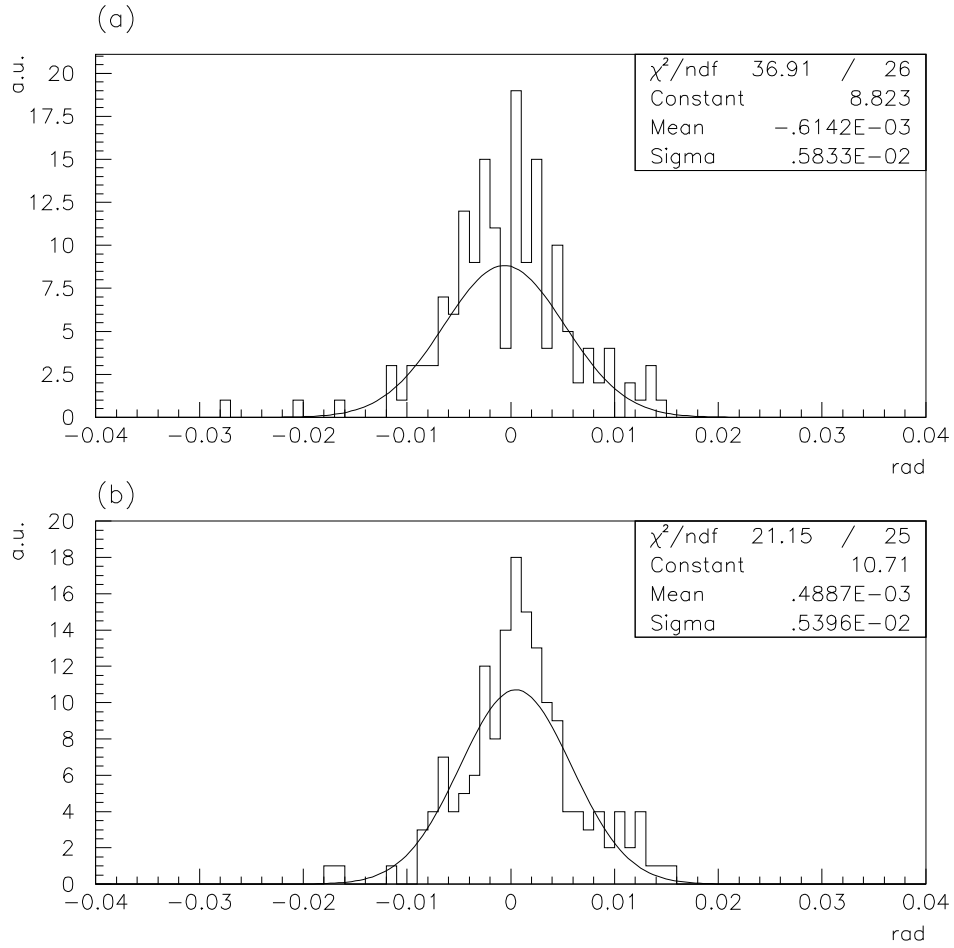 (a)
a.u.
χ²/ndf 36.91 / 26
Constant 8.823
Mean -.6142E-03
Sigma .5833E-02
20
17.5
15
12.5
10
7.5
5
2.5
0
-0.04 -0.03 -0.02 -0.01 0 0.01 0.02 0.03 0.04
rad
(b)
a.u.
χ²/ndf 21.15 / 25
Constant 10.71
Mean .4887E-03
Sigma .5396E-02
20
18
16
14
12
10
8
6
4
2
0
-0.04 -0.03 -0.02 -0.01 0 0.01 0.02 0.03 0.04
rad